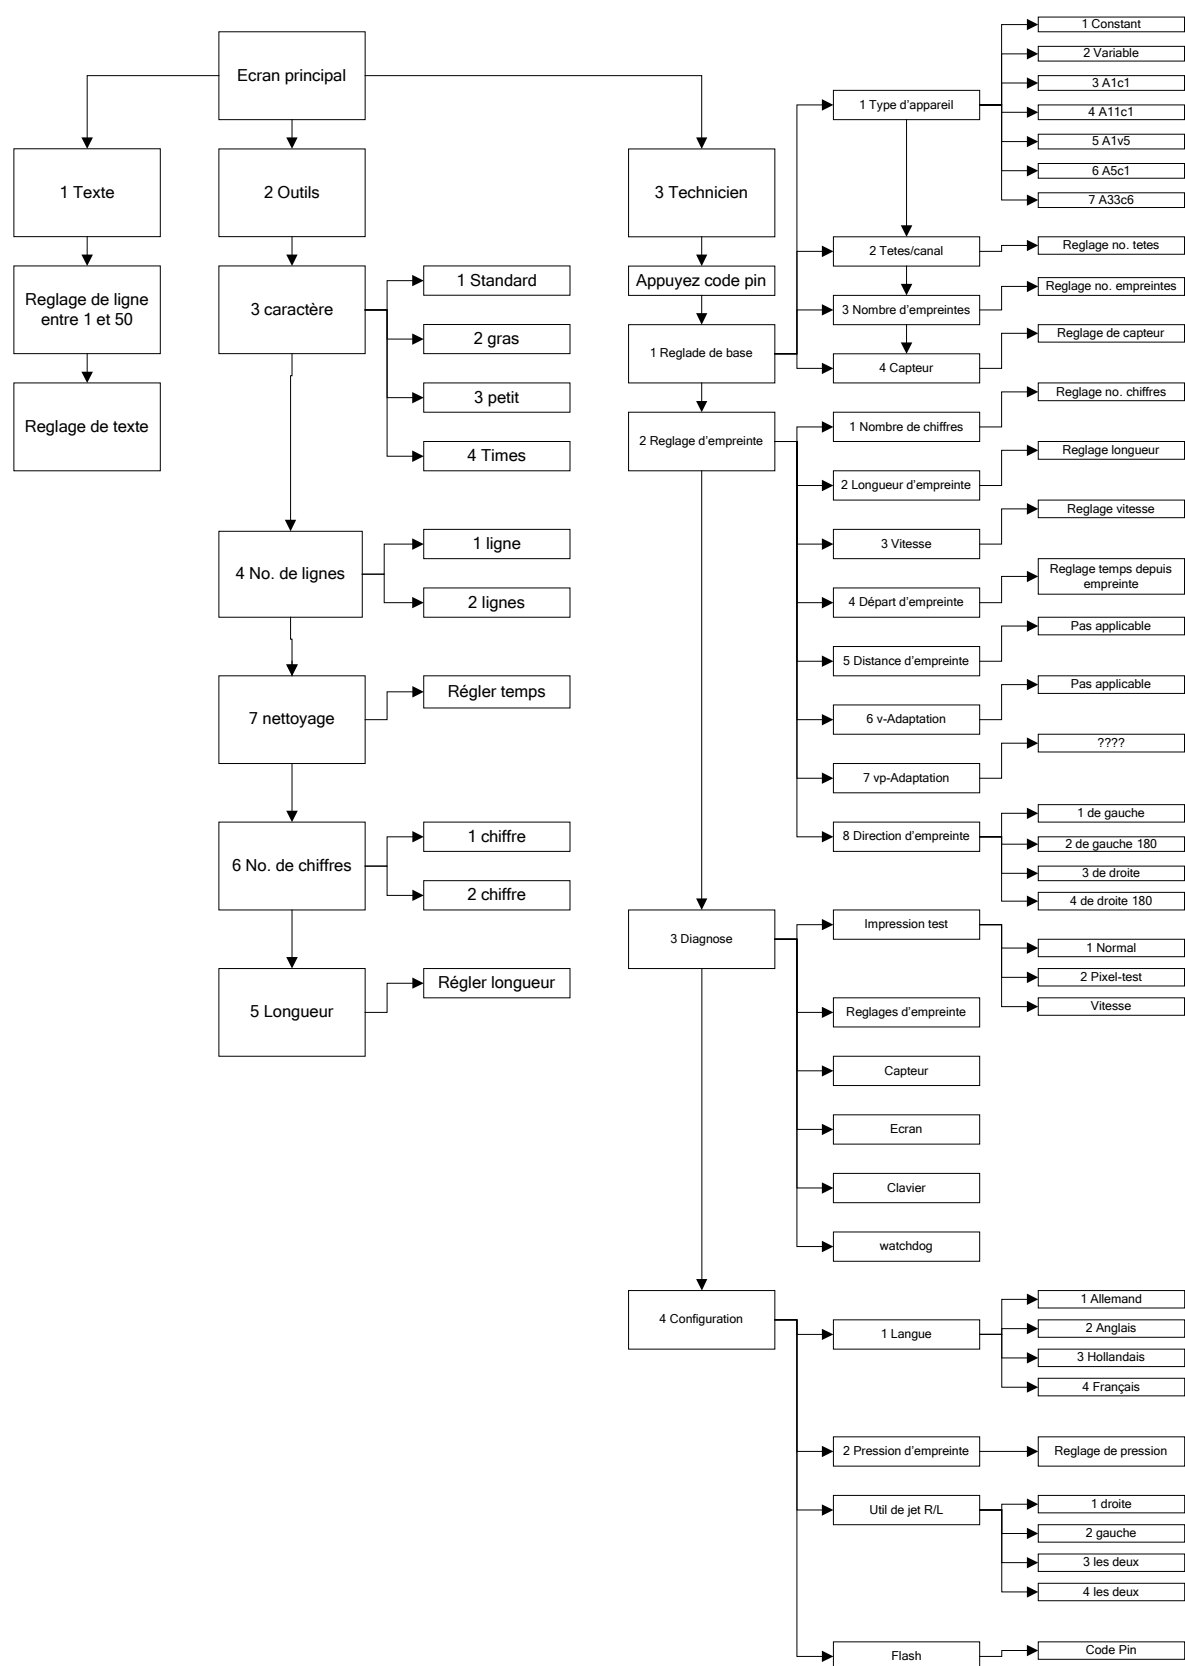 Ecran principal
1 Texte
Reglage de ligne
entre 1 et 50
Reglage de texte
2 Outils
3 caractère
1 Standard
2 gras
3 petit
4 Times
4 No. de lignes
1 ligne
2 lignes
7 nettoyage
Régler temps
6 No. de chiffres
1 chiffre
2 chiffre
5 Longueur
Régler longueur
3 Technicien
Appuyez code pin
1 Reglade de base
1 Type d'appareil
1 Constant
2 Variable
3 A1c1
4 A11c1
5 A1v5
6 A5c1
7 A33c6
2 Tetes/canal
Reglage no. tetes
3 Nombre d'empreintes
Reglage no. empreintes
4 Capteur
Reglage de capteur
2 Reglage d'empreinte
1 Nombre de chiffres
Reglage no. chiffres
2 Longueur d'empreinte
Reglage longueur
3 Vitesse
Reglage vitesse
4 Départ d'empreinte
Reglage temps depuis
empreinte
5 Distance d'empreinte
Pas applicable
6 v-Adaptation
Pas applicable
7 vp-Adaptation
????
8 Direction d'empreinte
1 de gauche
2 de gauche 180
3 de droite
4 de droite 180
3 Diagnose
Impression test
1 Normal
2 Pixel-test
Vitesse
Reglages d'empreinte
Capteur
Ecran
Clavier
watchdog
4 Configuration
1 Langue
1 Allemand
2 Anglais
3 Hollandais
4 Français
2 Pression d'empreinte
Reglage de pression
Util de jet R/L
1 droite
2 gauche
3 les deux
4 les deux
Flash
Code Pin